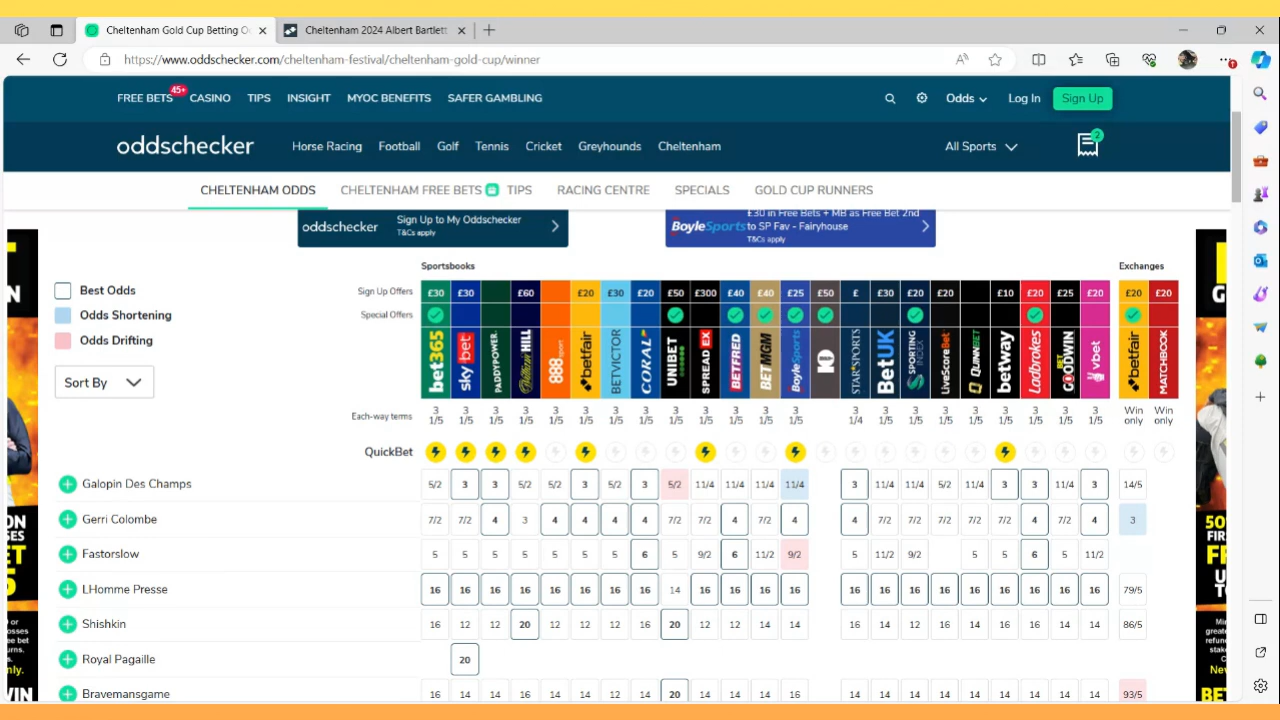 Cheltenham Gold Cup Betting O
Cheltenham 2024 Albert Bartlett
https://www.oddschecker.com/cheltenham-festival/cheltenham-gold-cup/winner
FREE BETS 45+ CASINO TIPS INSIGHT MYOC BENEFITS SAFER GAMBLING Odds Log In Sign Up
oddschecker Horse Racing Football Golf Tennis Cricket Greyhounds Cheltenham All Sports 2
CHELTENHAM ODDS CHELTENHAM FREE BETS TIPS RACING CENTRE SPECIALS GOLD CUP RUNNERS
oddschecker Sign Up to My Oddschecker
T&Cs apply
£30 in Free Bets + MB as Free Bet 2nd
BoyleSports to SP Fav - Fairyhouse
T&Cs apply
Sportsbooks Exchanges
Best Odds
Odds Shortening
Odds Drifting
Sort By
Sign Up Offers £30 £30 £60 £20 £30 £20 £50 £300 £40 £40 £25 £50 £ £30 £20 £20 £10 £20 £25 £20 £20 £20
Special Offers
bet365 sky bet PADDYPOWER. William HILL 888sport betfair BETVICTOR CORAL UNIBET SPREADEX BETFRED BET MGM BoyleSports 10 STAR SPORTS BetUK SPORTING INDEX LiveScoreBet QUINNBET betway Ladbrokes BET GOODWIN vbet betfair MATCHBOOK
Each-way terms 3 3 3 3 3 3 3 3 3 3 3 3 3 3 3 3 3 3 3 3 3 3 Win Win
1/5 1/5 1/5 1/5 1/5 1/5 1/5 1/5 1/5 1/5 1/5 1/5 1/5 1/4 1/5 1/5 1/5 1/5 1/5 1/5 1/5 1/5 only only
QuickBet
Galopin Des Champs 5/2 3 3 5/2 5/2 3 5/2 3 5/2 11/4 11/4 11/4 11/4 3 11/4 11/4 5/2 11/4 3 3 11/4 3 14/5
Gerri Colombe 7/2 7/2 4 3 4 4 4 4 7/2 7/2 4 7/2 4 4 7/2 7/2 7/2 7/2 7/2 4 7/2 4 3
Fastorslow 5 5 5 5 5 5 5 6 5 9/2 6 11/2 9/2 5 11/2 9/2 5 5 6 5 11/2
LHomme Presse 16 16 16 16 16 16 16 16 14 16 16 16 16 16 16 16 16 16 16 16 16 16 79/5
Shishkin 16 12 12 20 12 12 12 16 20 12 12 14 14 16 14 12 16 14 16 16 14 14 86/5
Royal Pagaille 20
Bravemansgame 16 14 14 16 14 14 12 14 20 14 14 14 16 14 14 14 14 14 14 14 14 14 93/5